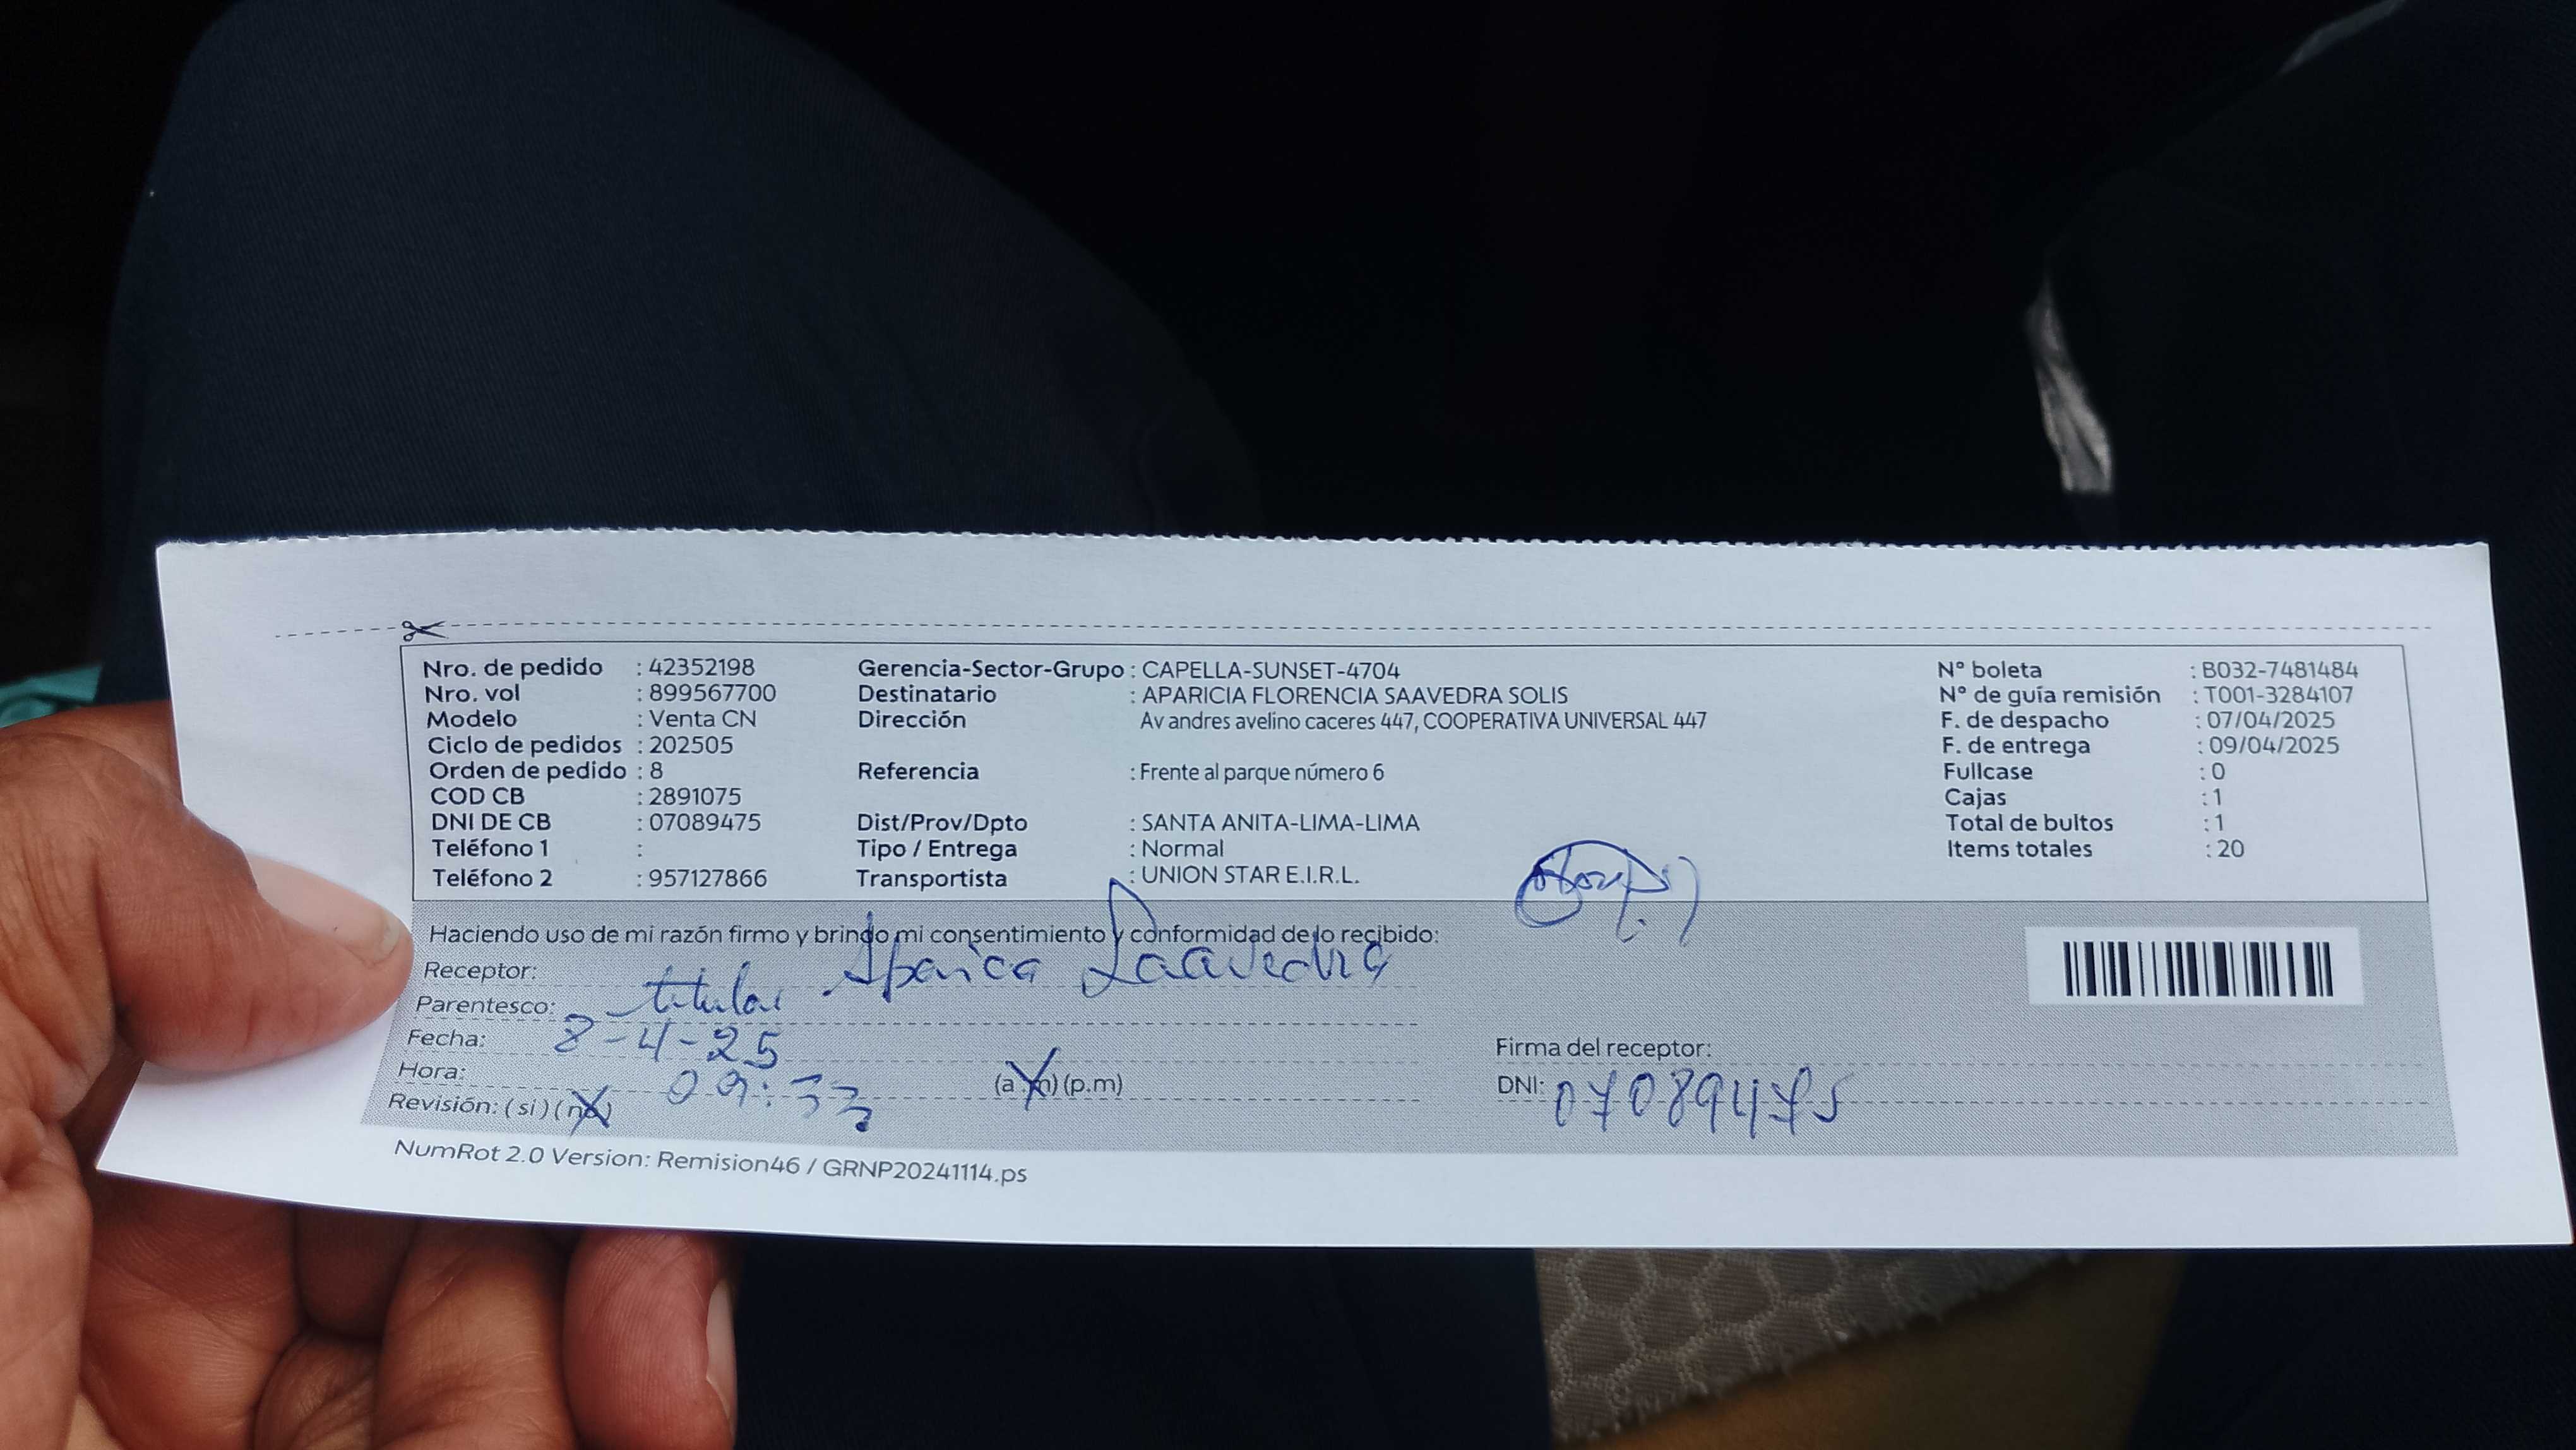 Nro. de pedido : 42352198 Gerencia-Sector-Grupo : CAPELLA-SUNSET-4704 N° boleta : B032-7481484
Nro. vol : 899567700 Destinatario : APARICIA FLORENCIA SAAVEDRA SOLIS N° de guía remisión : T001-3284107
Modelo : Venta CN Dirección Av andres avelino caceres 447, COOPERATIVA UNIVERSAL 447 F. de despacho : 07/04/2025
Ciclo de pedidos : 202505 F. de entrega : 09/04/2025
Orden de pedido : 8 Referencia : Frente al parque número 6 Fullcase : 0
COD CB : 2891075 Cajas : 1
DNI DE CB : 07089475 Dist/Prov/Dpto : SANTA ANITA-LIMA-LIMA Total de bultos : 1
Teléfono 1 : Tipo / Entrega : Normal Items totales : 20
Teléfono 2 : 957127866 Transportista : UNION STAR E.I.R.L.
Haciendo uso de mi razón firmo y brindo mi consentimiento y conformidad de lo recibido:
Receptor: Aparica Saavedra
Parentesco: titular
Fecha: 8-4-25 Firma del receptor:
Hora: 09:33 (a.m) (p.m) DNI: 07089475
Revisión: (si) (no)
NumRot 2.0 Version: Remision46 / GRNP20241114.ps